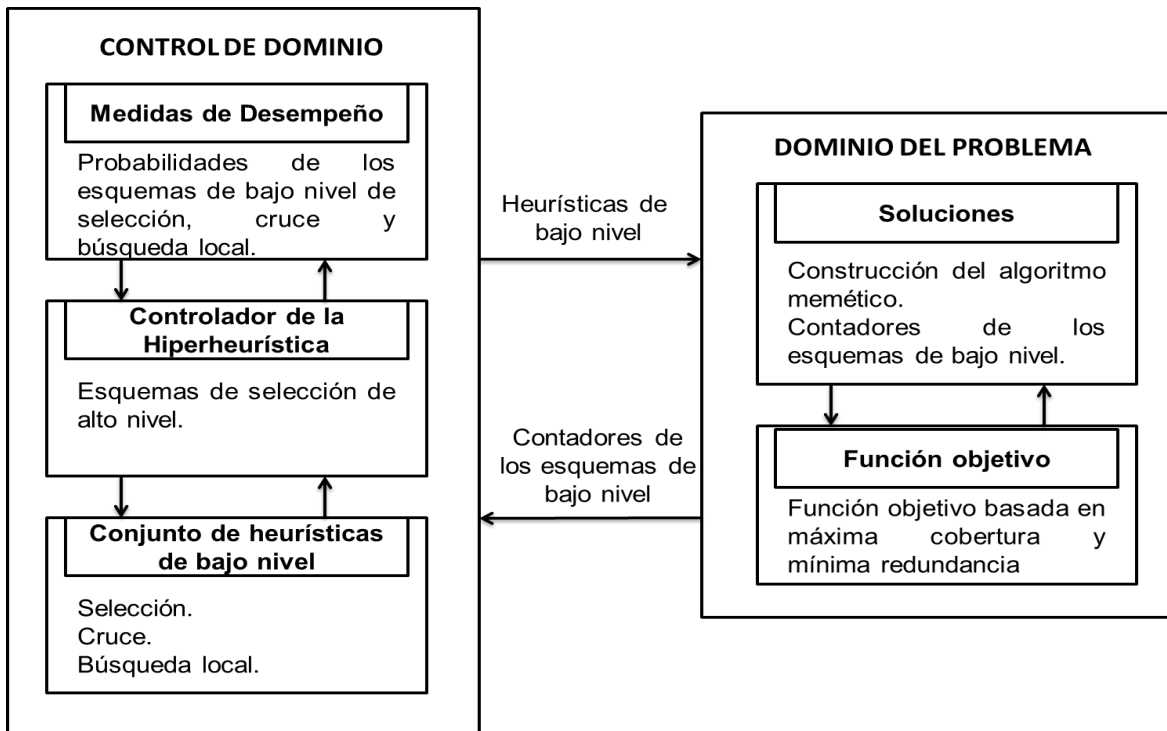 CONTROL DE DOMINIO
Medidas de Desempeño
Probabilidades de los
esquemas de bajo nivel de
selección, cruce y
búsqueda local.
Controlador de la
Hiperheurística
Esquemas de selección de
alto nivel.
Conjunto de heurísticas
de bajo nivel
Selección.
Cruce.
Búsqueda local.
Heurísticas de
bajo nivel
Contadores de
los esquemas de
bajo nivel
DOMINIO DEL PROBLEMA
Soluciones
Construcción del algoritmo
memético.
Contadores de los
esquemas de bajo nivel.
Función objetivo
Función objetivo basada en
máxima cobertura y
mínima redundancia